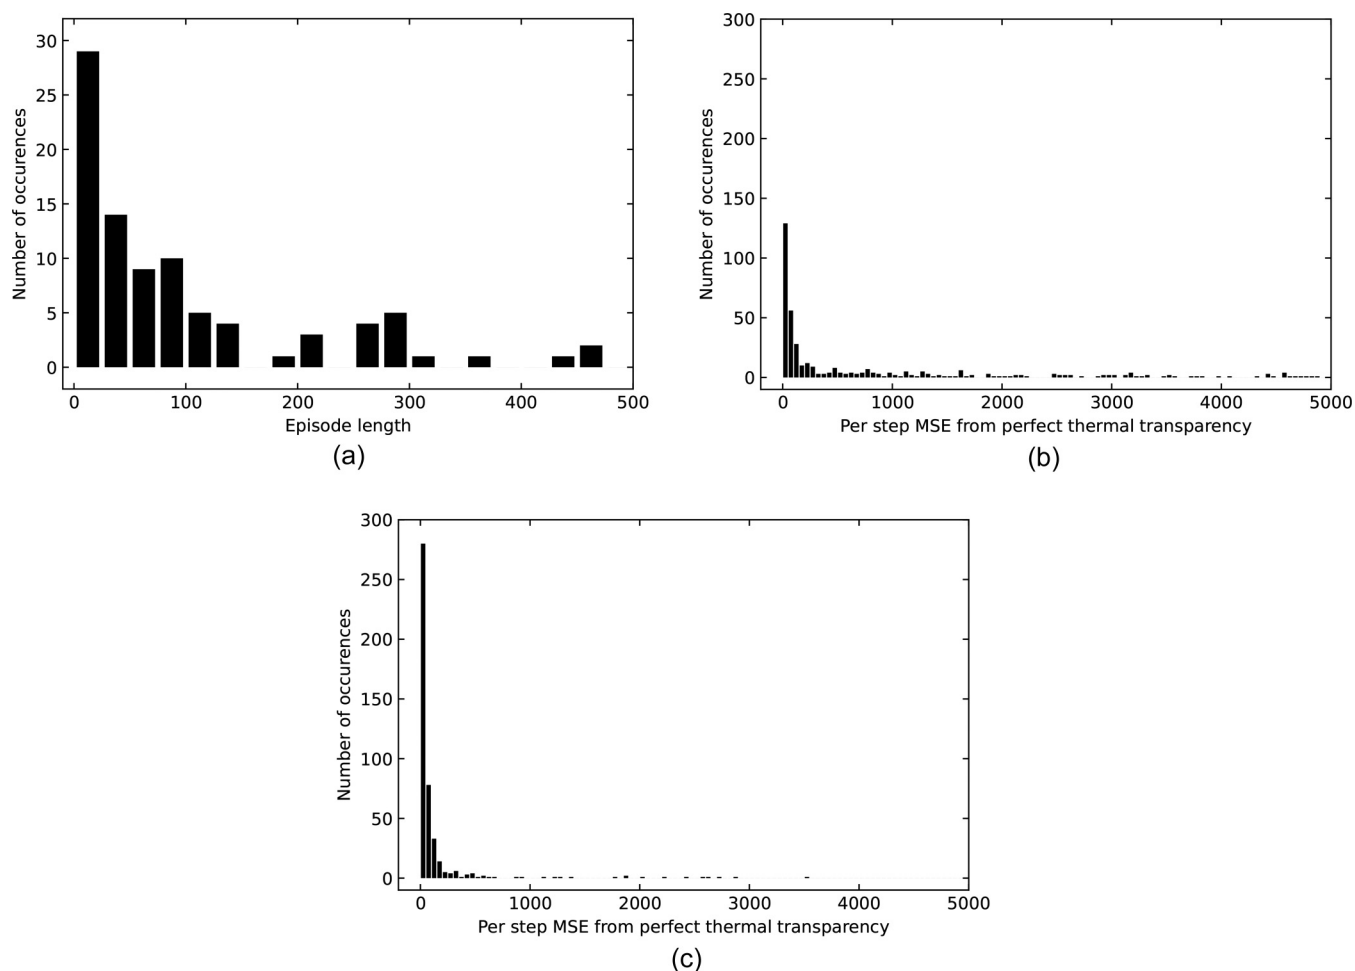 30
25
20
15
10
5
0
Number of occurences
0 100 200 300 400 500
Episode length
(a)
300
250
200
150
100
50
0
Number of occurences
0 1000 2000 3000 4000 5000
Per step MSE from perfect thermal transparency
(b)
300
250
200
150
100
50
0
Number of occurences
0 1000 2000 3000 4000 5000
Per step MSE from perfect thermal transparency
(c)